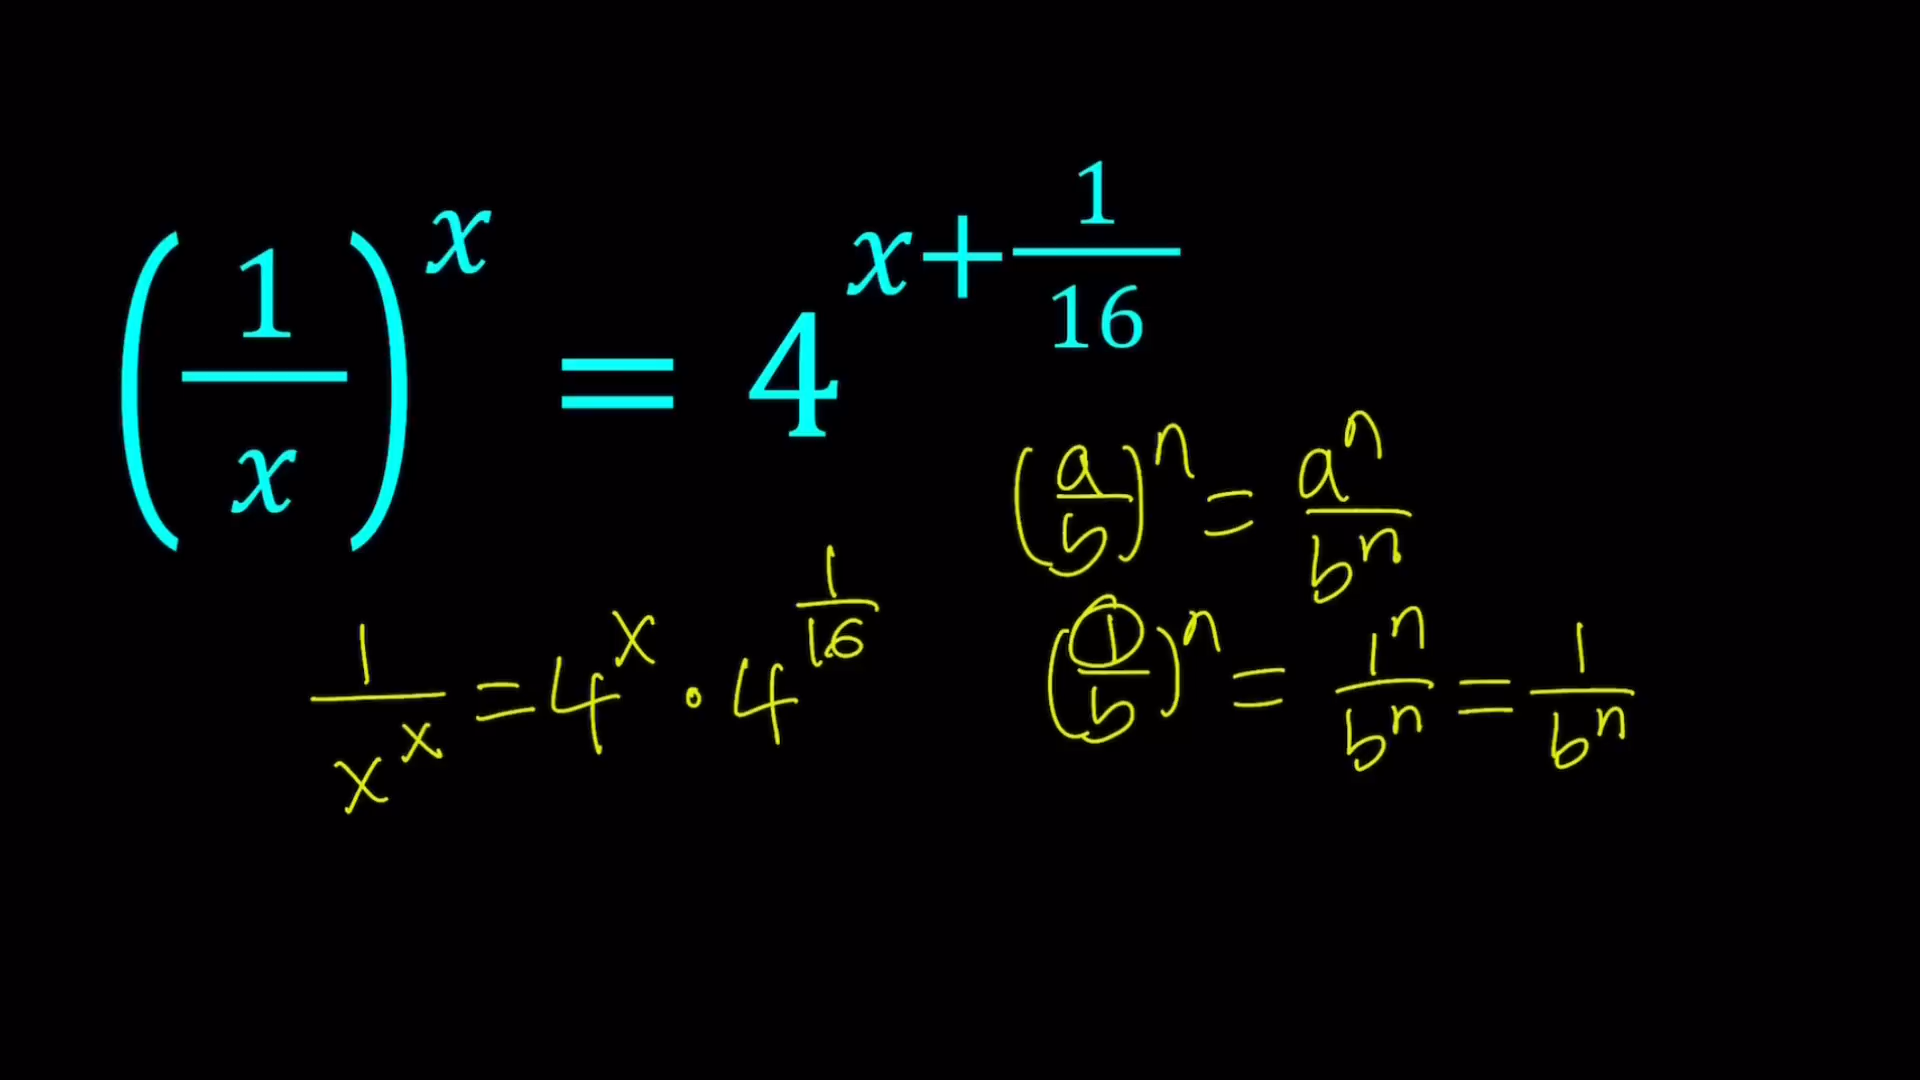 (1/x)^x = 4^(x+1/16)
(a/b)^n = a^n/b^n
1/x^x = 4^x · 4^(1/16)
(1/b)^n = 1^n/b^n = 1/b^n